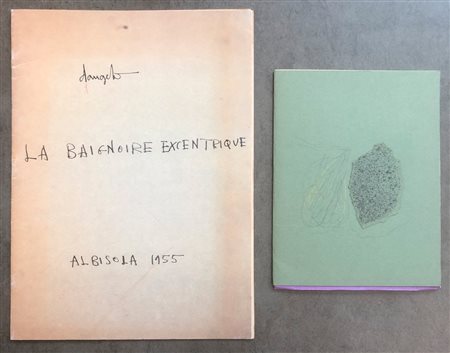 dangelo
LA BAIGNOIRE EXCENTRIQUE
ALBISOLA 1955